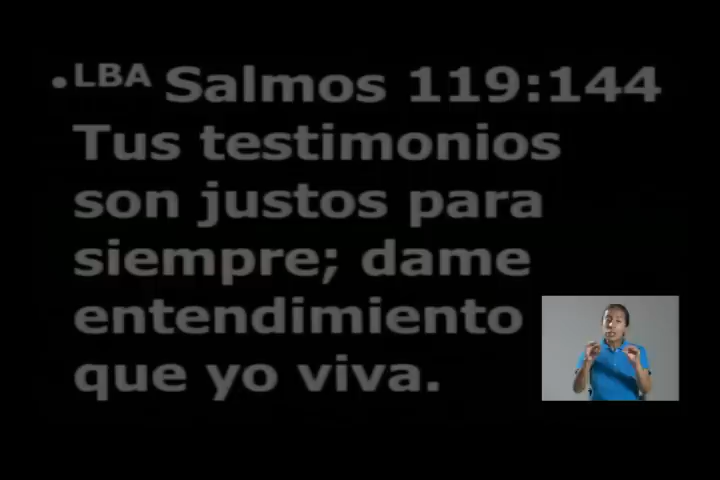 •LBA Salmos 119:144
Tus testimonios
son justos para
siempre; dame
entendimiento
que yo viva.